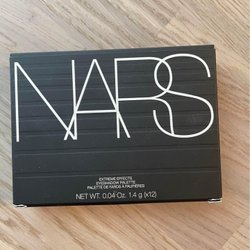 NARS
EXTREME EFFECTS
EYESHADOW PALETTE
PALETTE DE FARDS À PAUPIÈRES
NET WT. 0.04 Oz. 1.4 g (x12)